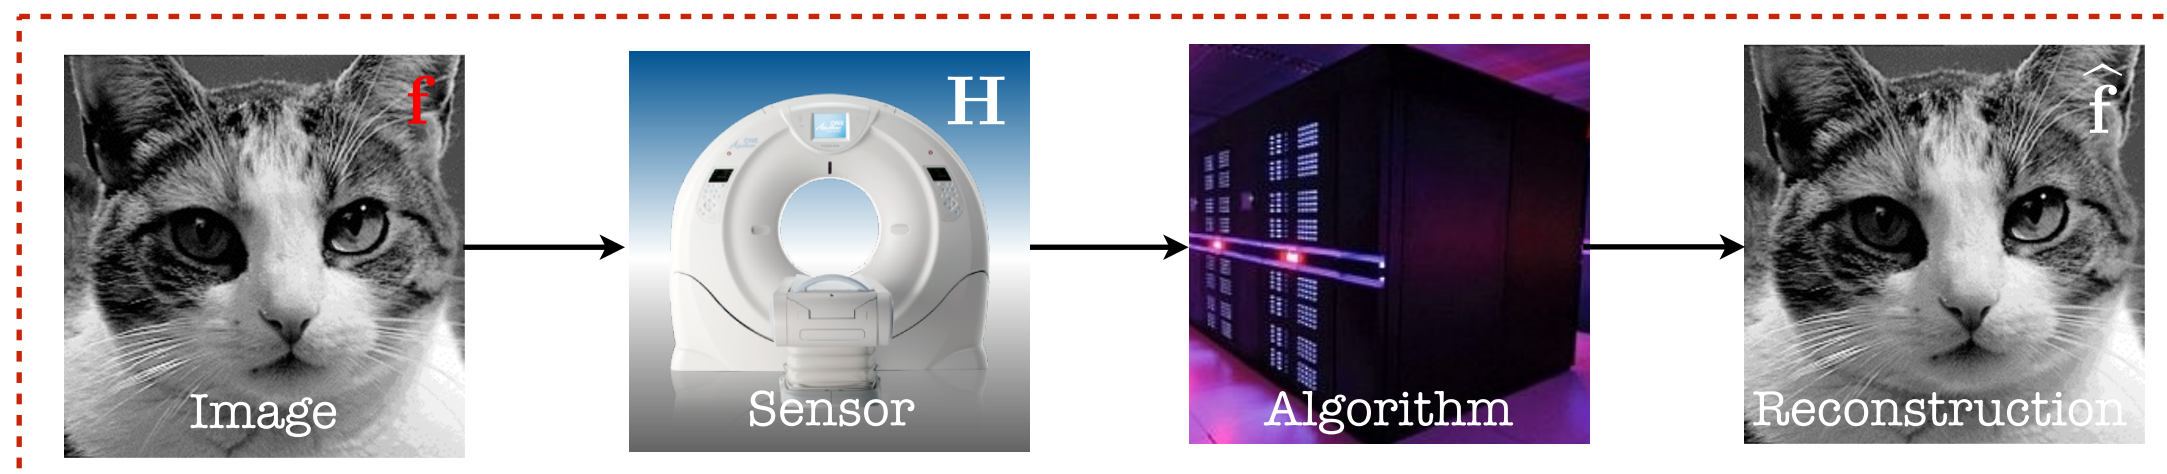 f
Image
H
Sensor
Algorithm
f̂
Reconstruction